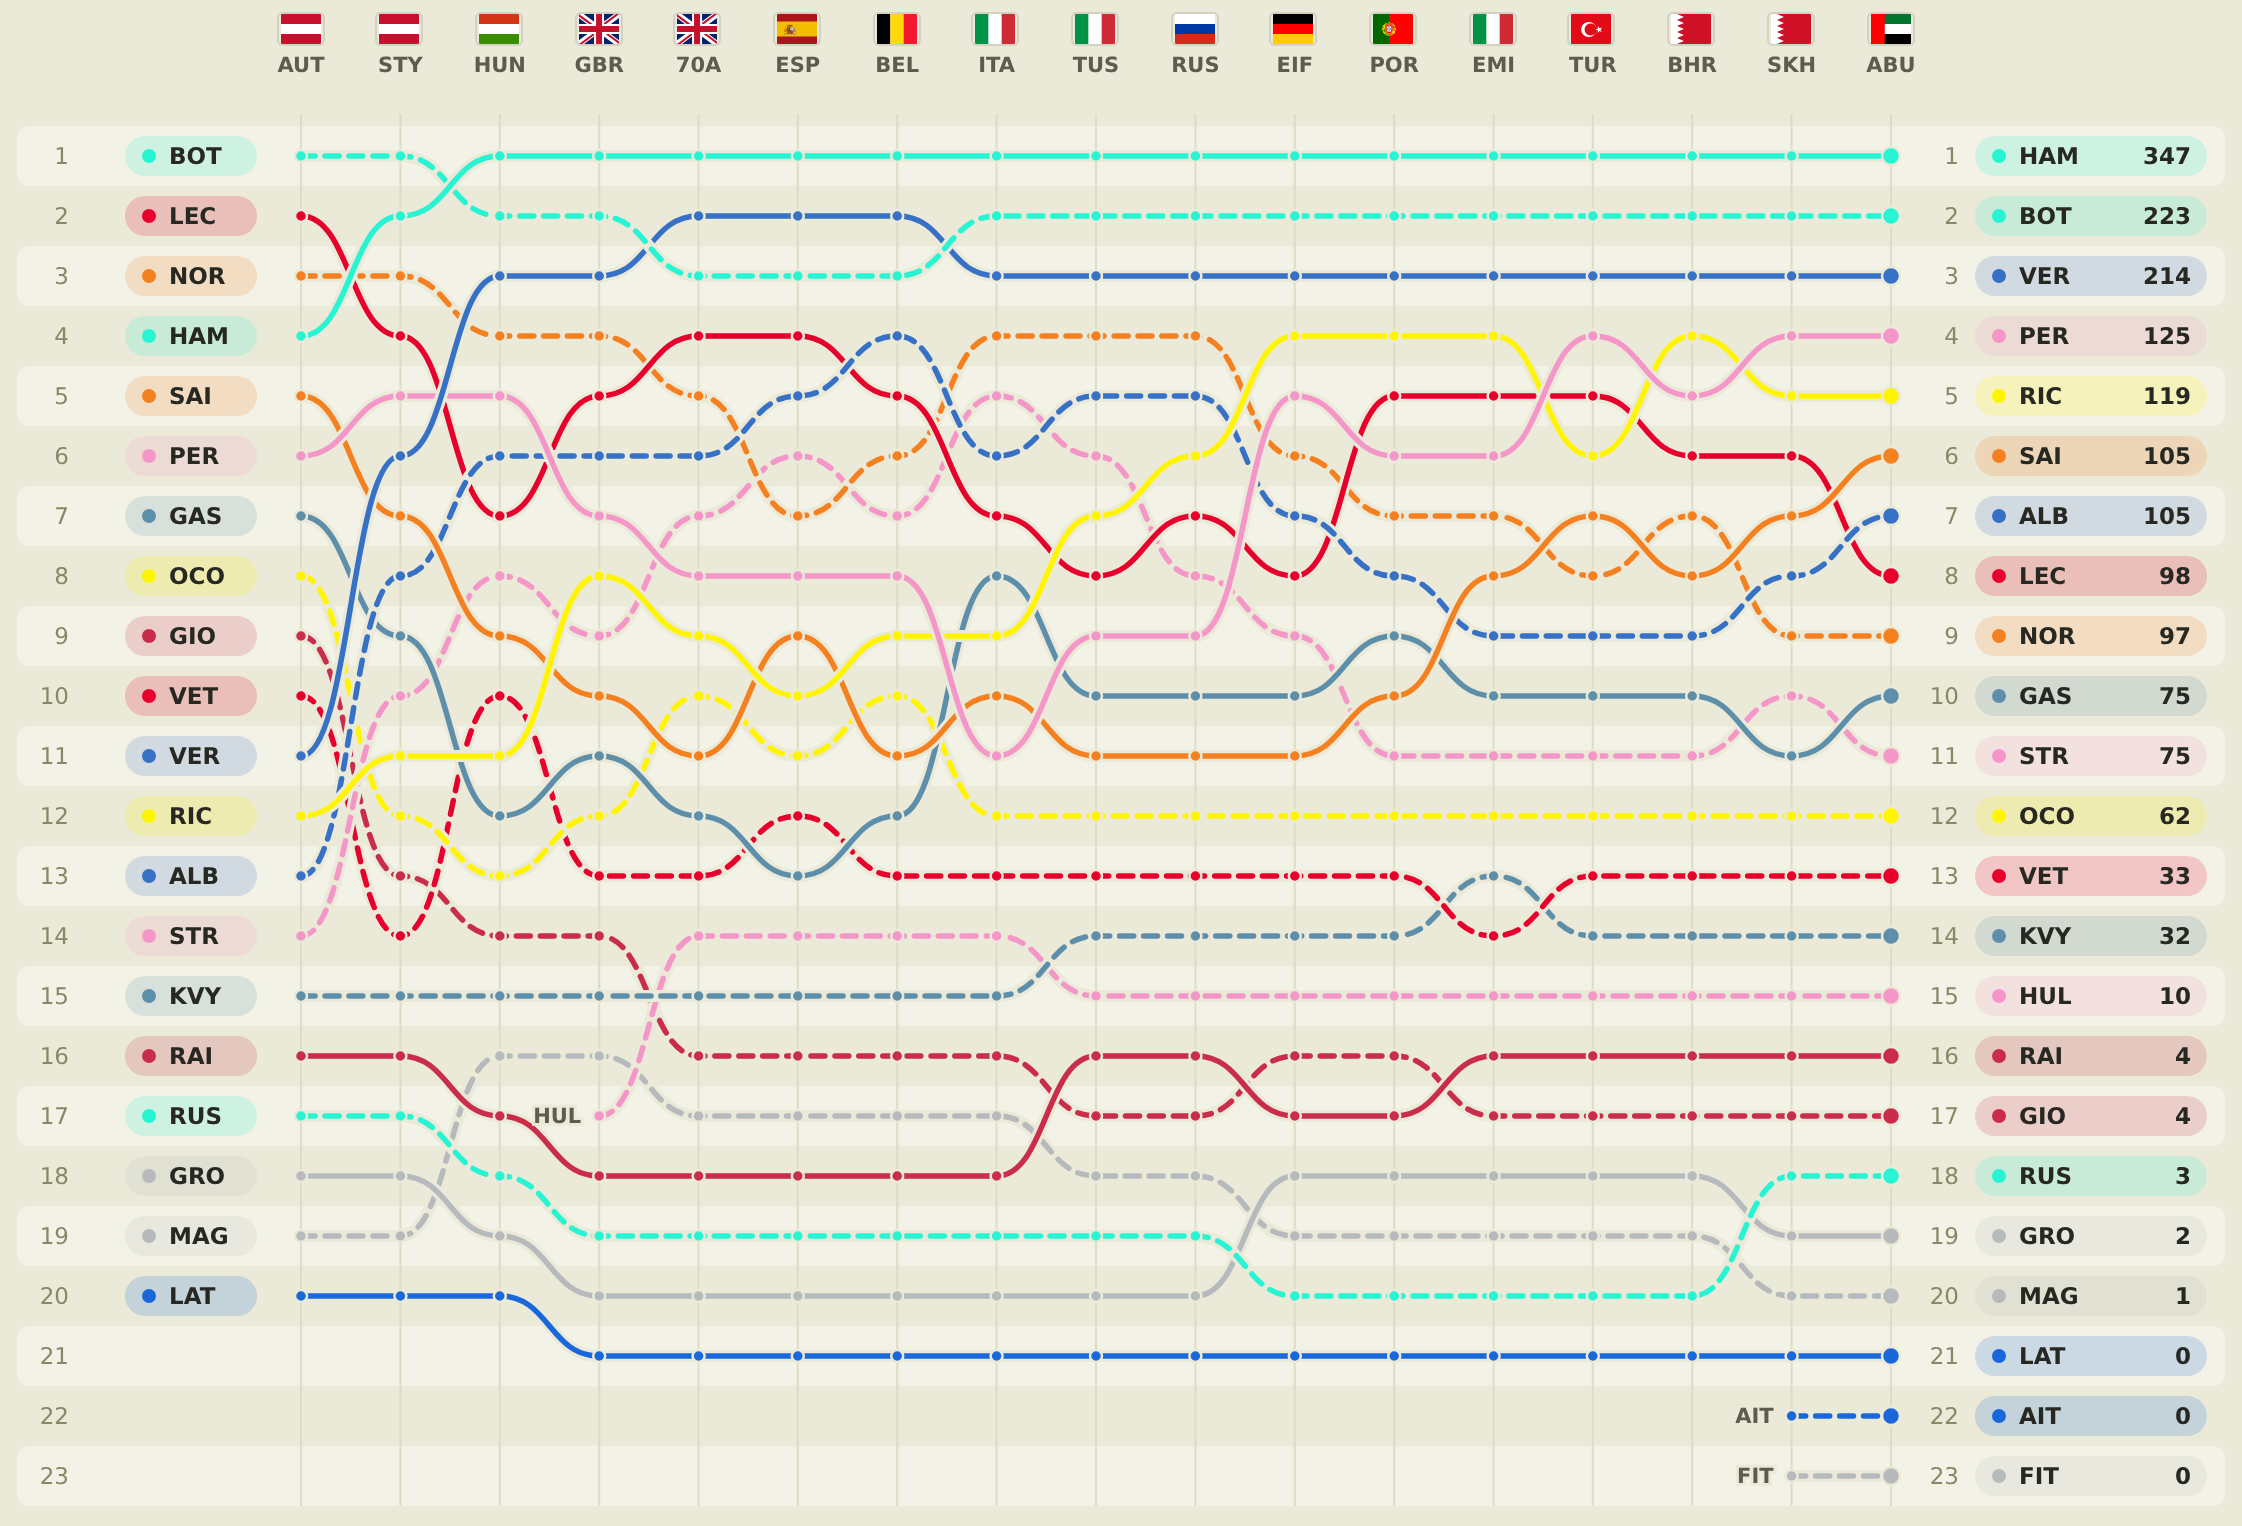 AUT STY HUN GBR 70A ESP BEL ITA TUS RUS EIF POR EMI TUR BHR SKH ABU
1 BOT 1 HAM 347
2 LEC 2 BOT 223
3 NOR 3 VER 214
4 HAM 4 PER 125
5 SAI 5 RIC 119
6 PER 6 SAI 105
7 GAS 7 ALB 105
8 OCO 8 LEC 98
9 GIO 9 NOR 97
10 VET 10 GAS 75
11 VER 11 STR 75
12 RIC 12 OCO 62
13 ALB 13 VET 33
14 STR 14 KVY 32
15 KVY 15 HUL 10
16 RAI 16 RAI 4
17 RUS HUL 17 GIO 4
18 GRO 18 RUS 3
19 MAG 19 GRO 2
20 LAT 20 MAG 1
21 21 LAT 0
22 AIT 22 AIT 0
23 FIT 23 FIT 0